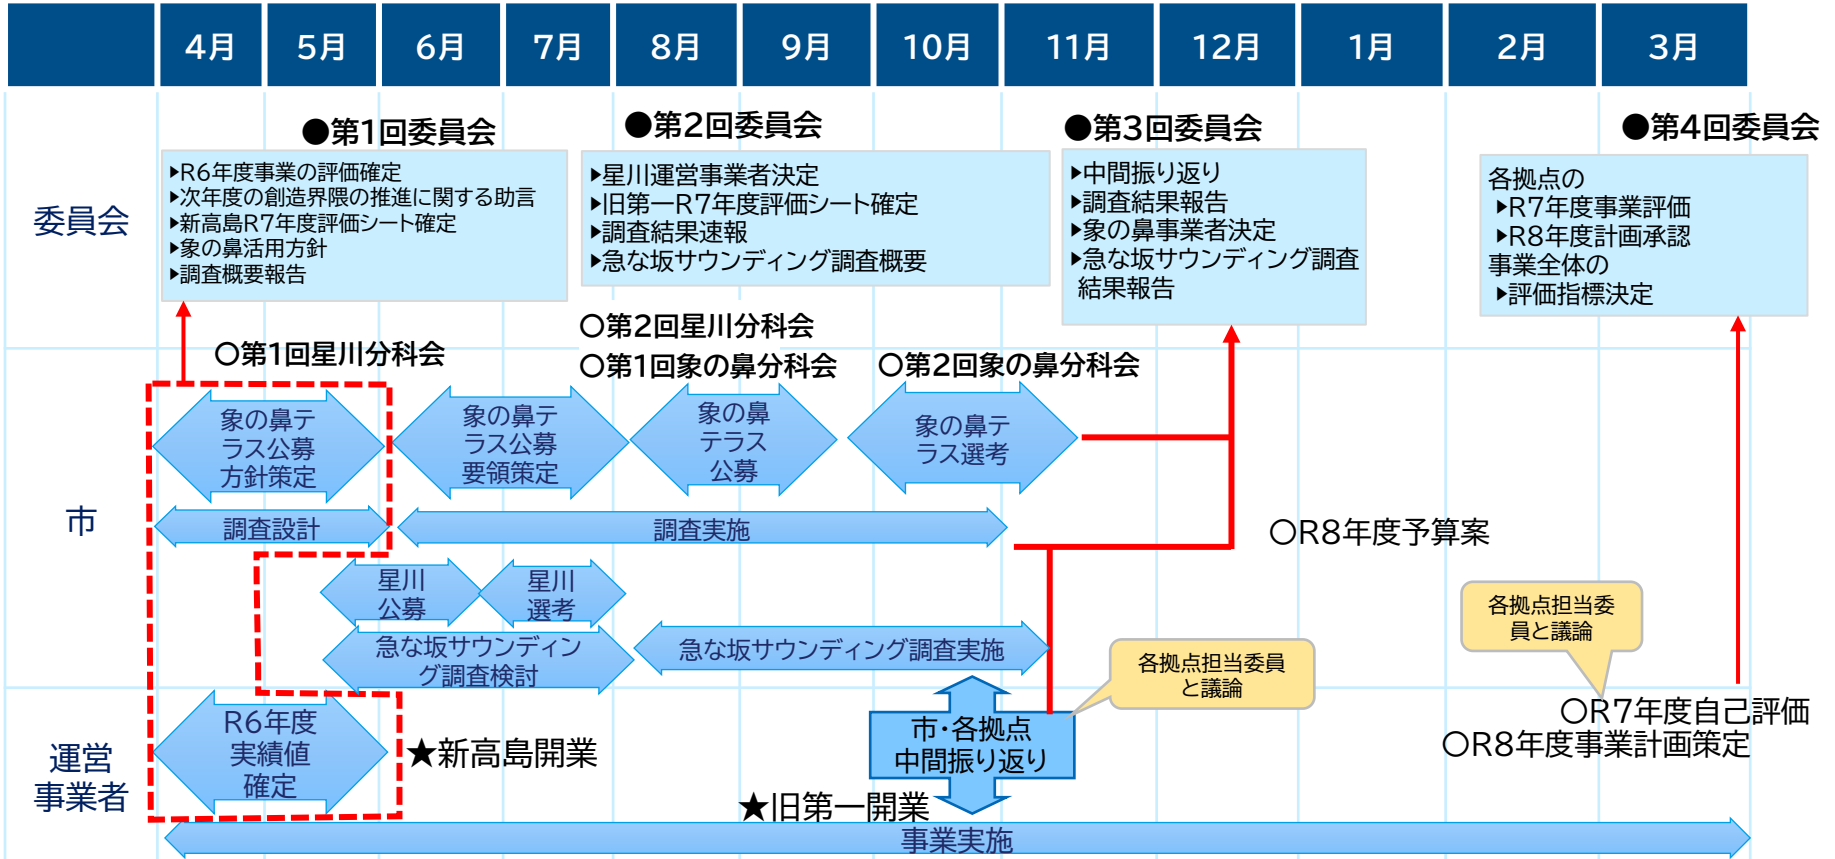 4月 5月 6月 7月 8月 9月 10月 11月 12月 1月 2月 3月
委員会
●第1回委員会
▶R6年度事業の評価確定
▶次年度の創造界隈の推進に関する助言
▶新高島R7年度評価シート確定
▶象の鼻活用方針
▶調査概要報告
●第2回委員会
▶星川運営事業者決定
▶旧第一R7年度評価シート確定
▶調査結果速報
▶急な坂サウンディング調査概要
●第3回委員会
▶中間振り返り
▶調査結果報告
▶象の鼻事業者決定
▶急な坂サウンディング調査
結果報告
●第4回委員会
各拠点の
▶R7年度事業評価
▶R8年度計画承認
事業全体の
▶評価指標決定
市
○第1回星川分科会
○第2回星川分科会
○第1回象の鼻分科会
○第2回象の鼻分科会
象の鼻テ
ラス公募
方針策定
象の鼻テ
ラス公募
要領策定
象の鼻
テラス
公募
象の鼻テ
ラス選考
調査設計
調査実施
○R8年度予算案
星川
公募
星川
選考
急な坂サウンディン
グ調査検討
急な坂サウンディング調査実施
各拠点担当委員
と議論
各拠点担当委
員と議論
運営
事業者
R6年度
実績値
確定
★新高島開業
市・各拠点
中間振り返り
○R7年度自己評価
○R8年度事業計画策定
★旧第一開業
事業実施